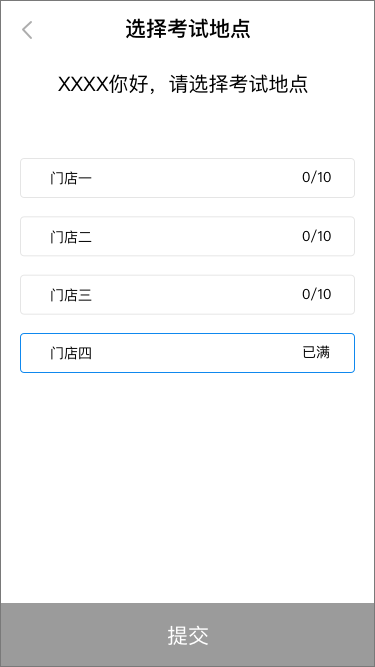 选择考试地点
XXXX你好，请选择考试地点
门店一 0/10
门店二 0/10
门店三 0/10
门店四 已满
提交